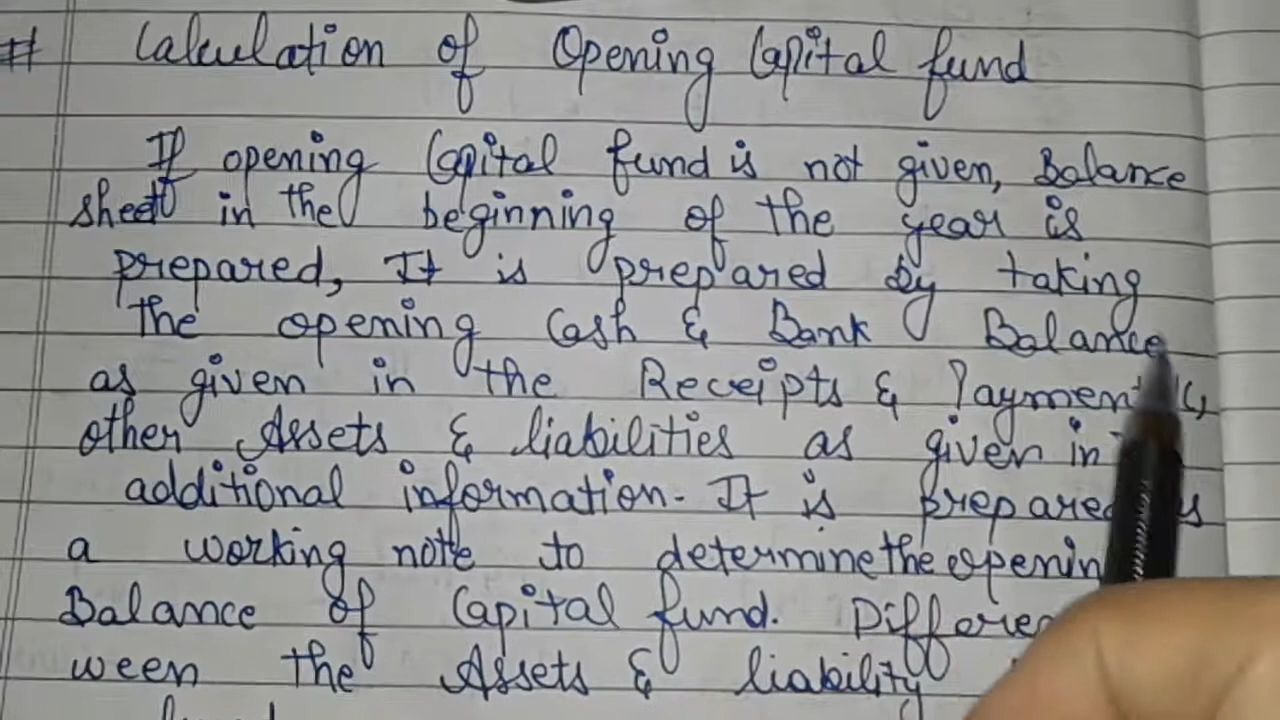 # Calculation of Opening Capital fund
If opening Capital fund is not given, Balance
sheet in the beginning of the year is
prepared, It is prepared by taking
the opening Cash & Bank Balance
as given in the Receipts & Payment
other Assets & liabilities as given in
additional information. It is prepared
a working note to determine the
Balance of Capital fund.
ween the Assets & liability